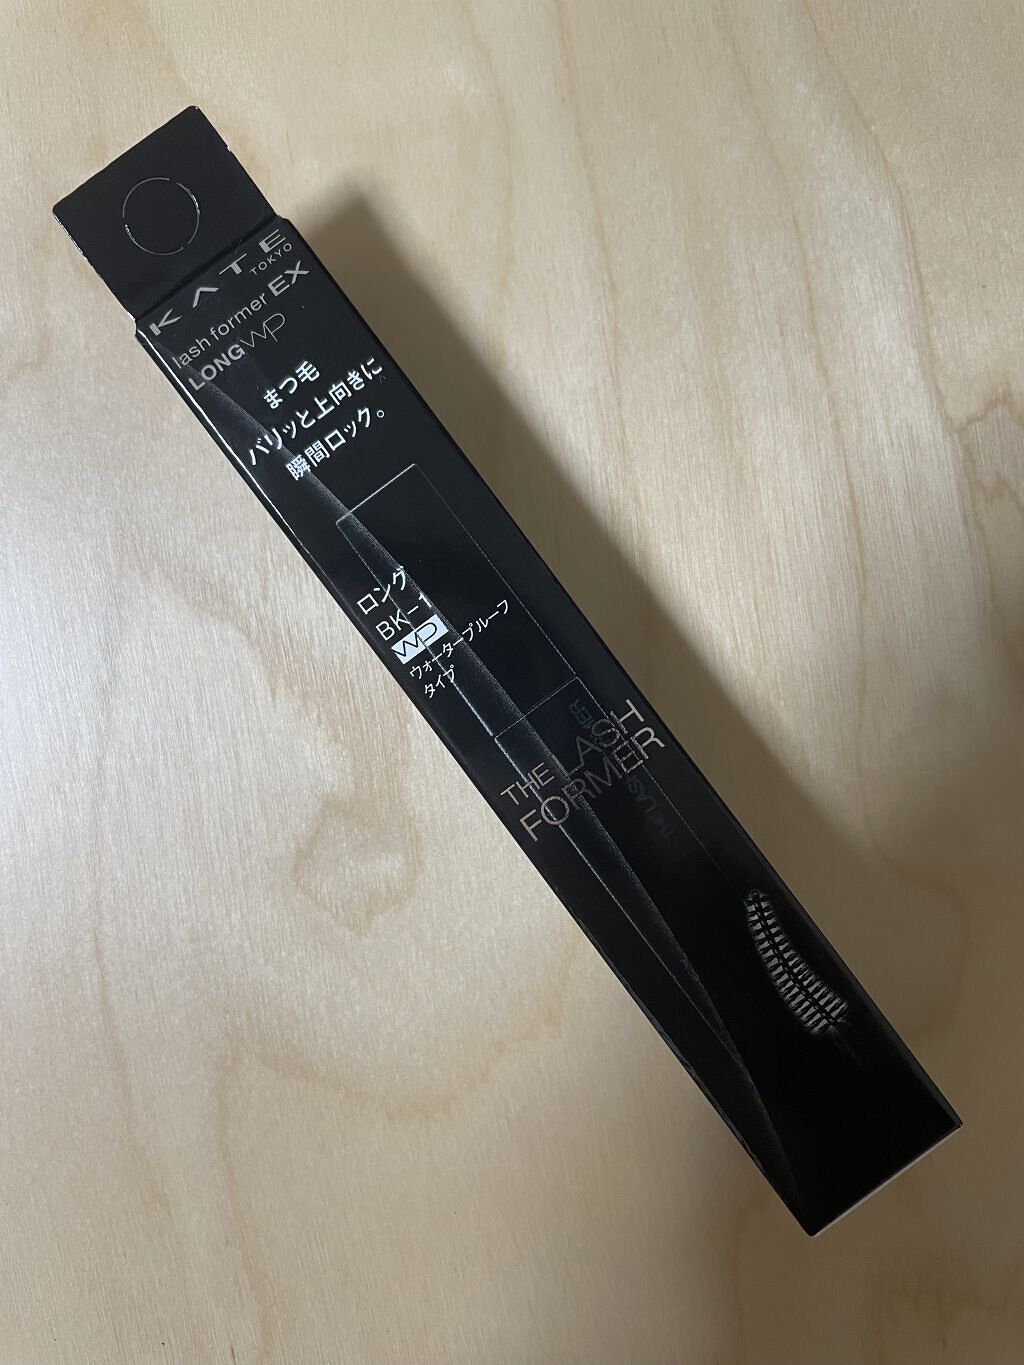 KATE
TOKYO
lash former EX
LONG WP
まつ毛
バリッと上向きに
瞬間ロック。
ロング
BK-1
WP
ウォータープルーフ
タイプ
THE LASH
FORMER